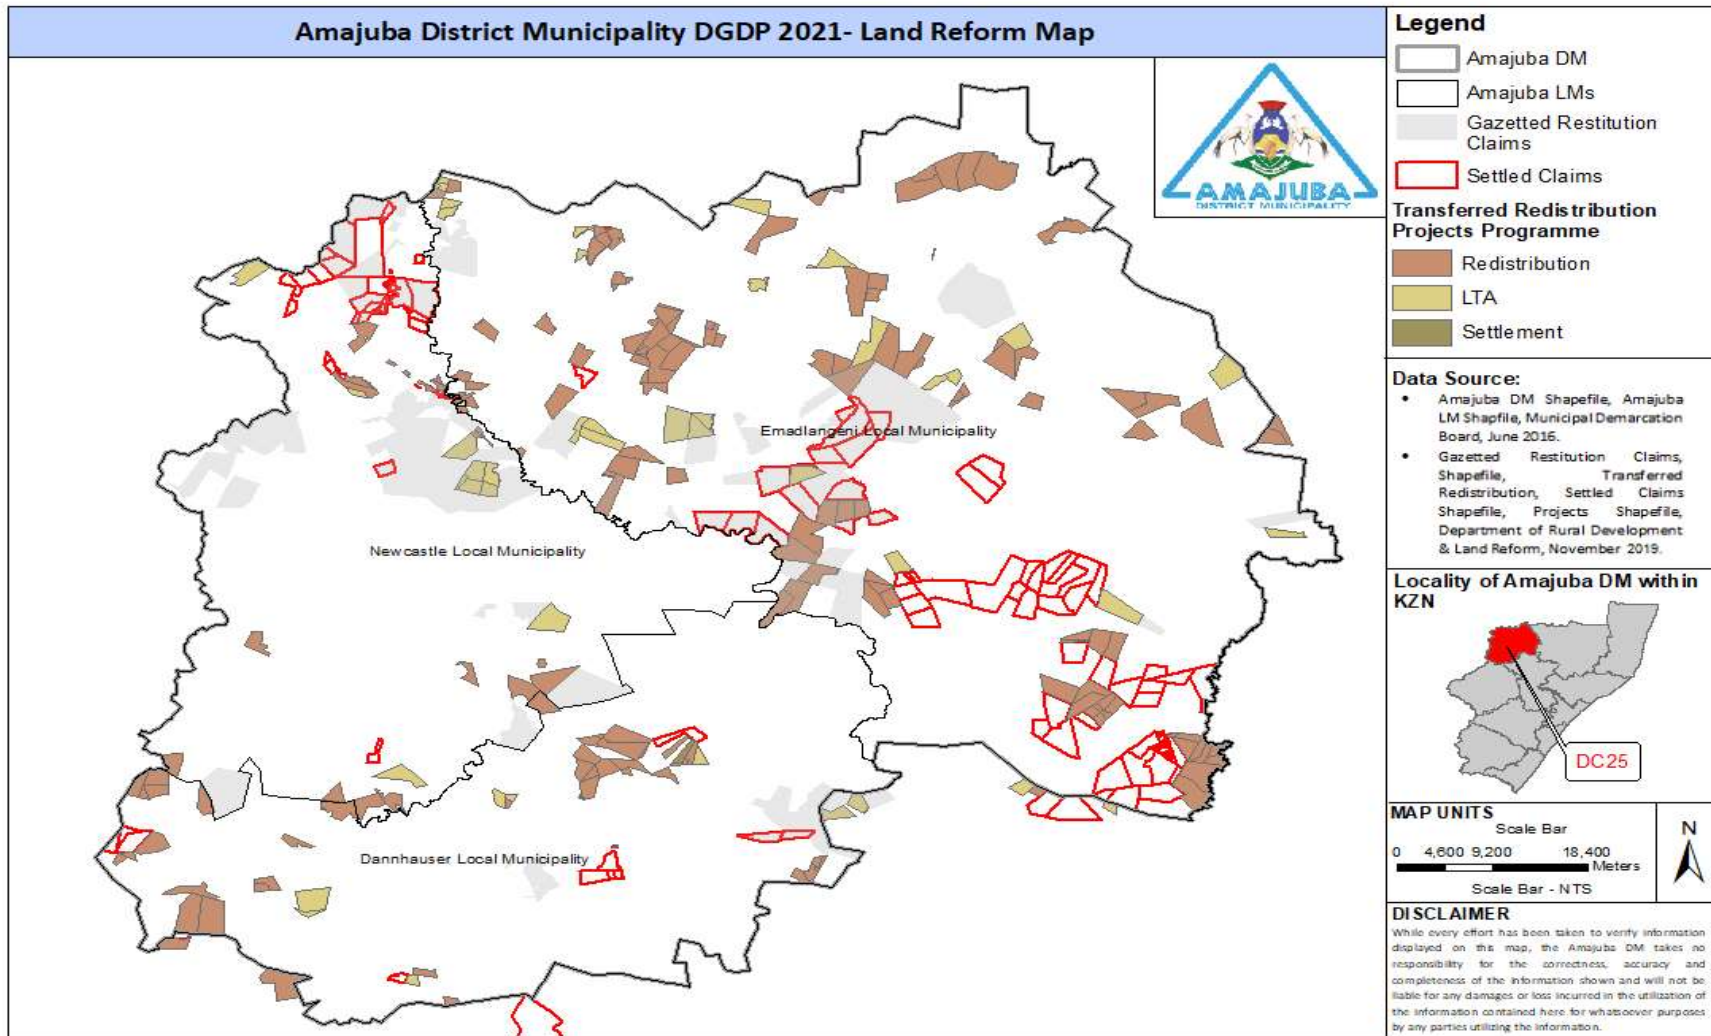 Amajuba District Municipality DGDP 2021- Land Reform Map
AMAJUBA
DISTRICT MUNICIPALITY
Emadlangeni Local Municipality
Newcastle Local Municipality
Dannhauser Local Municipality
Legend
Amajuba DM
Amajuba LMs
Gazetted Restitution
Claims
Settled Claims
Transferred Redistribution
Projects Programme
Redistribution
LTA
Settlement
Data Source:
• Amajuba DM Shapefile, Amajuba
LM Shapfile, Municipal Demarcation
Board, June 2016.
• Gazetted Restitution Claims,
Shapefile, Transferred
Redistribution, Settled Claims
Shapefile, Projects Shapefile,
Department of Rural Development
& Land Reform, November 2019.
Locality of Amajuba DM within
KZN
DC25
MAP UNITS
Scale Bar
0 4,600 9,200 18,400
Meters
Scale Bar - NTS
N
DISCLAIMER
While every effort has been taken to verify information
displayed on this map, the Amajuba DM takes no
responsibility for the correctness, accuracy and
completeness of the information shown and will not be
liable for any damages or loss incurred in the utilization of
the information contained here for whatsoever purposes
by any parties utilizing the information.